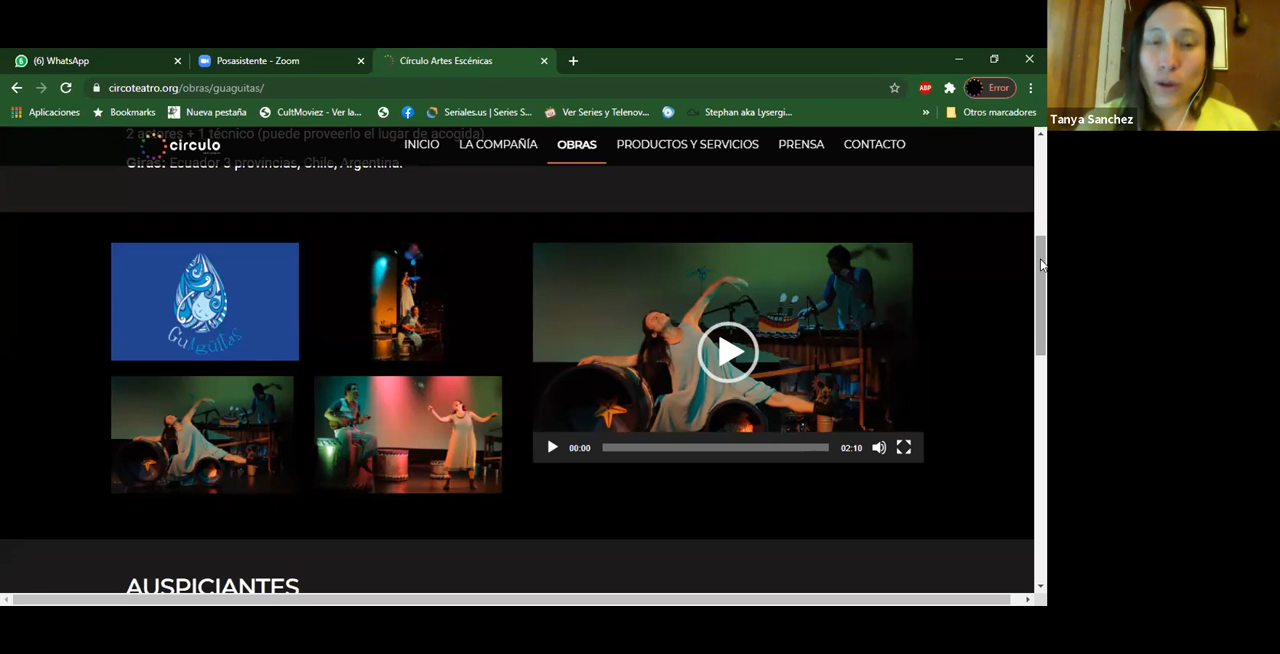 (6) WhatsApp
Posasistente - Zoom
Círculo Artes Escénicas
circoteatro.org/obras/guaguitas/
ABP
Error
Aplicaciones
Bookmarks
Nueva pestaña
CultMoviez - Ver la...
Seriales.us | Series S...
Ver Series y Telenov...
Stephan aka Lysergi...
»
Otros marcadores
Tanya Sanchez
2 actores + 1 técnico (puede proveerlo el lugar de acogida)
circulo
INICIO
LA COMPAÑÍA
OBRAS
PRODUCTOS Y SERVICIOS
PRENSA
CONTACTO
Giras: Ecuador 3 provincias, Chile, Argentina.
00:00
02:10
AUSPICIANTES